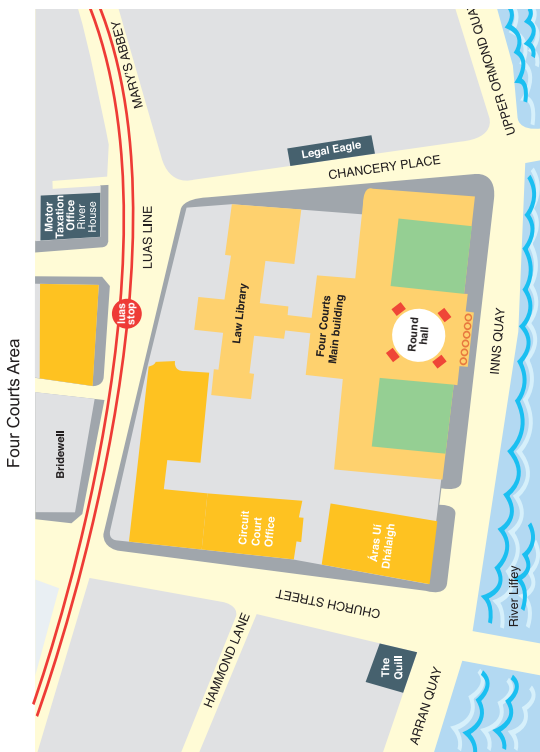 Four Courts Area
MARY'S ABBEY
UPPER ORMOND QUAY
Legal Eagle
CHANCERY PLACE
Motor
Taxation
Office
River
House
LUAS LINE
luas
stop
Law Library
Four Courts
Main building
Round
hall
INNS QUAY
Bridewell
Circuit
Court
Office
Áras Uí
Dhálaigh
River Liffey
CHURCH STREET
HAMMOND LANE
The
Quill
ARRAN QUAY